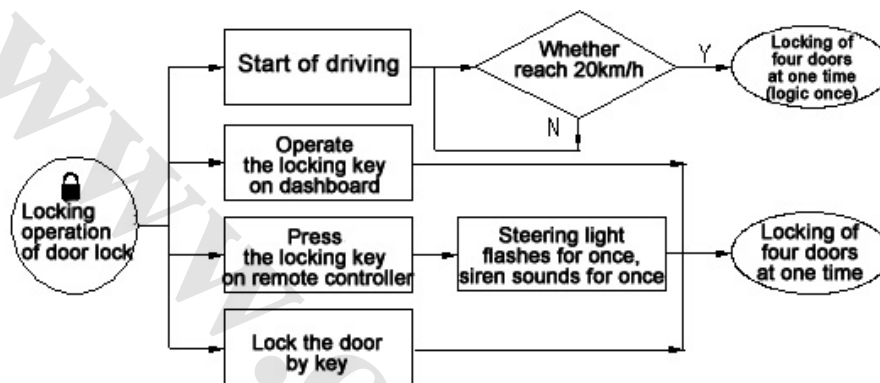 Start of driving
Whether
reach 20km/h
Y
N
Locking of
four doors
at one time
(logic once)
Operate
the locking key
on dashboard
Locking
operation
of door lock
Press
the locking key
on remote controller
Steering light
flashes for once,
siren sounds for once
Locking of
four doors
at one time
Lock the door
by key
www.